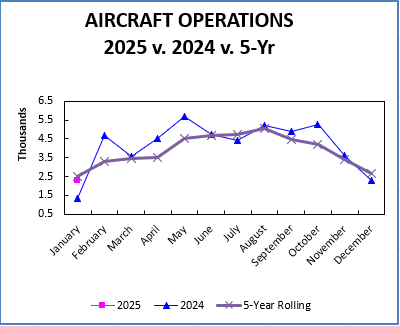 AIRCRAFT OPERATIONS
2025 v. 2024 v. 5-Yr
Thousands
6.5
5.5
4.5
3.5
2.5
1.5
0.5
January
February
March
April
May
June
July
August
September
October
November
December
2025
2024
5-Year Rolling